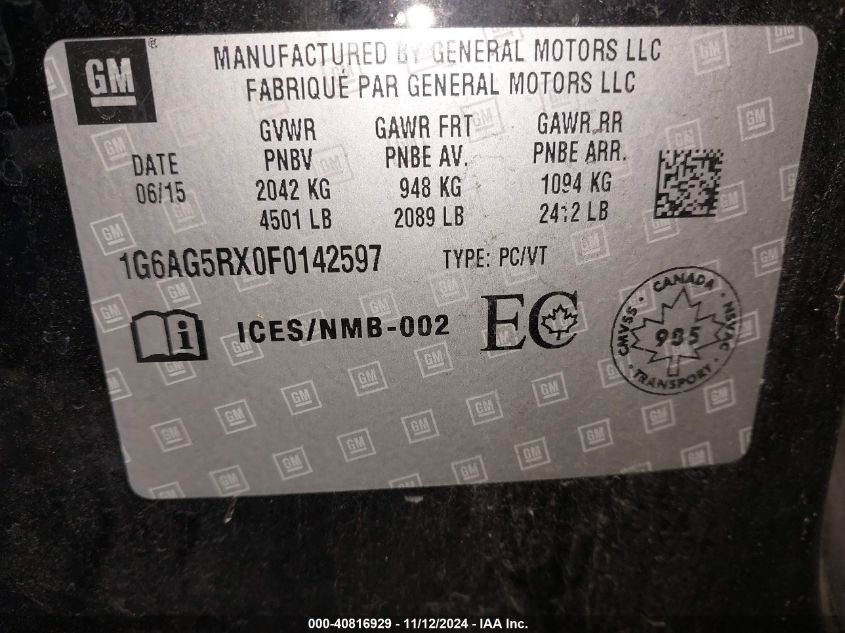 GM
MANUFACTURED BY GENERAL MOTORS LLC
FABRIQUÉ PAR GENERAL MOTORS LLC
DATE
06/15
GVWR
PNBV
2042 KG
4501 LB
GAWR FRT
PNBE AV.
948 KG
2089 LB
GAWR RR
PNBE ARR.
1094 KG
2412 LB
1G6AG5RX0F0142597
TYPE: PC/VT
i ICES/NMB-002
EC
CANADA
CMVSS
NSVAC
985
TRANSPORT
000-40816929 - 11/12/2024 - IAA Inc.